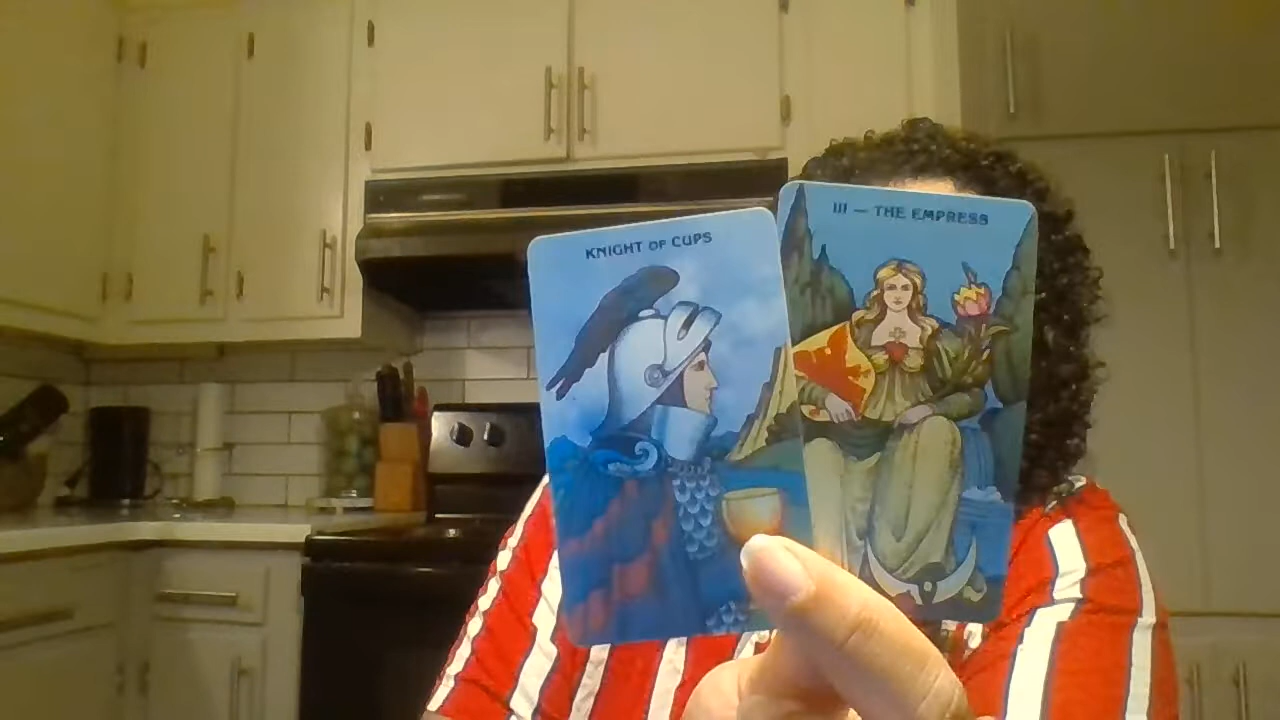 KNIGHT OF CUPS
III — THE EMPRESS